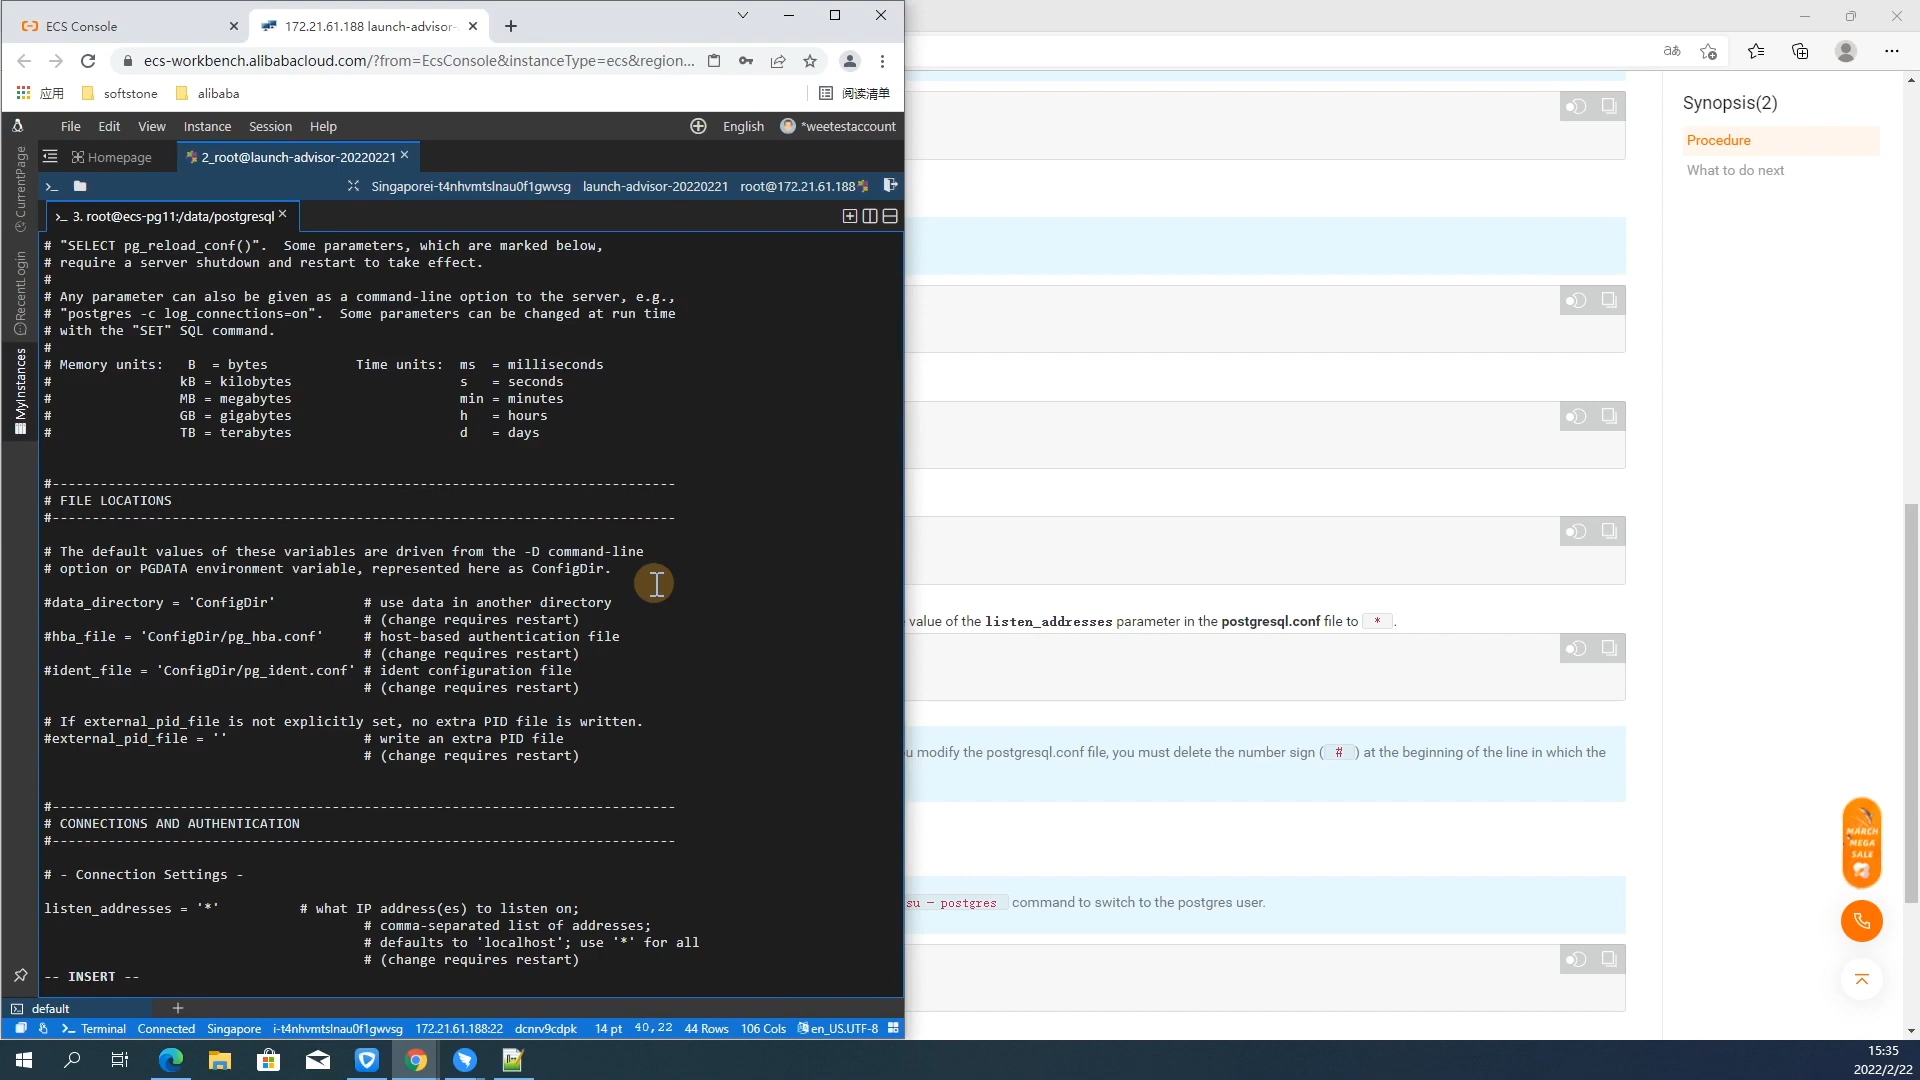 ECS Console
172.21.61.188 launch-advisor-
ecs-workbench.alibabacloud.com/?from=EcsConsole&instanceType=ecs&region...
应用
softstone
alibaba
阅读清单
File Edit View Instance Session Help
English
*weetestaccount
Homepage
2_root@launch-advisor-20220221
Singaporei-t4nhvmtslnau0f1gwvsg launch-advisor-20220221 root@172.21.61.188
CurrentPage
RecentLogin
MyInstances
3. root@ecs-pg11:/data/postgresql
# "SELECT pg_reload_conf()".  Some parameters, which are marked below,
# require a server shutdown and restart to take effect.
#
# Any parameter can also be given as a command-line option to the server, e.g.,
# "postgres -c log_connections=on".  Some parameters can be changed at run time
# with the "SET" SQL command.
#
# Memory units:   B  = bytes           Time units:  ms  = milliseconds
#                kB = kilobytes                     s   = seconds
#                MB = megabytes                     min = minutes
#                GB = gigabytes                     h   = hours
#                TB = terabytes                     d   = days
#------------------------------------------------------------------------------
# FILE LOCATIONS
#------------------------------------------------------------------------------
# The default values of these variables are driven from the -D command-line
# option or PGDATA environment variable, represented here as ConfigDir.
#data_directory = 'ConfigDir'           # use data in another directory
# (change requires restart)
#hba_file = 'ConfigDir/pg_hba.conf'     # host-based authentication file
# (change requires restart)
#ident_file = 'ConfigDir/pg_ident.conf' # ident configuration file
# (change requires restart)
# If external_pid_file is not explicitly set, no extra PID file is written.
#external_pid_file = ''                 # write an extra PID file
# (change requires restart)
#------------------------------------------------------------------------------
# CONNECTIONS AND AUTHENTICATION
#------------------------------------------------------------------------------
# - Connection Settings -
listen_addresses = '*'          # what IP address(es) to listen on;
# comma-separated list of addresses;
# defaults to 'localhost'; use '*' for all
# (change requires restart)
-- INSERT --
default
Terminal Connected Singapore i-t4nhvmtslnau0f1gwvsg 172.21.61.188:22 dcnrv9cdpk 14 pt 40,22 44 Rows 106 Cols en_US.UTF-8
Synopsis(2)
Procedure
What to do next
value of the listen_addresses parameter in the postgresql.conf file to *.
u modify the postgresql.conf file, you must delete the number sign ( # ) at the beginning of the line in which the
su – postgres command to switch to the postgres user.
MARCH
MEGA
SALE
15:35
2022/2/22